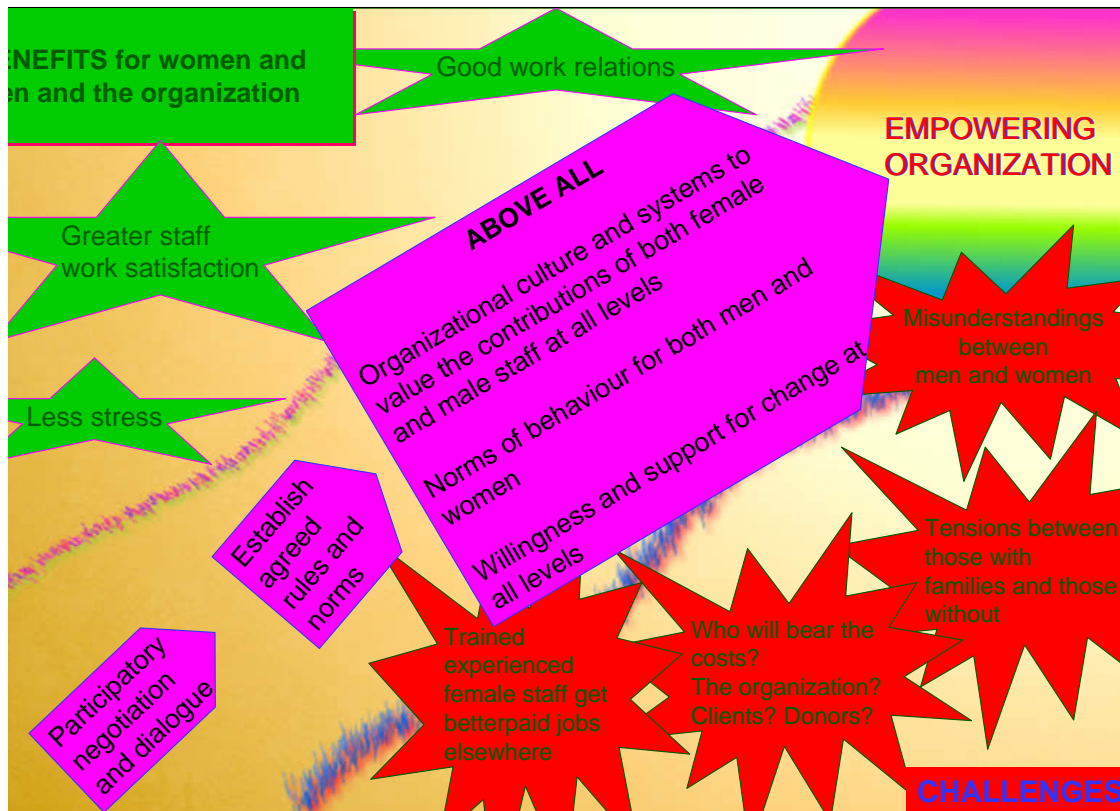 ENEFITS for women and
en and the organization
Good work relations
EMPOWERING
ORGANIZATION
Greater staff
work satisfaction
Less stress
ABOVE ALL
Organizational culture and systems to
value the contributions of both female
and male staff at all levels
Norms of behaviour for both men and
women
Willingness and support for change at
all levels
Establish
agreed
rules and
norms
Participatory
negotiation
and dialogue
Misunderstandings
between
men and women
Tensions between
those with
families and those
without
Who will bear the
costs?
The organization?
Clients? Donors?
Trained
experienced
female staff get
betterpaid jobs
elsewhere
CHALLENGES